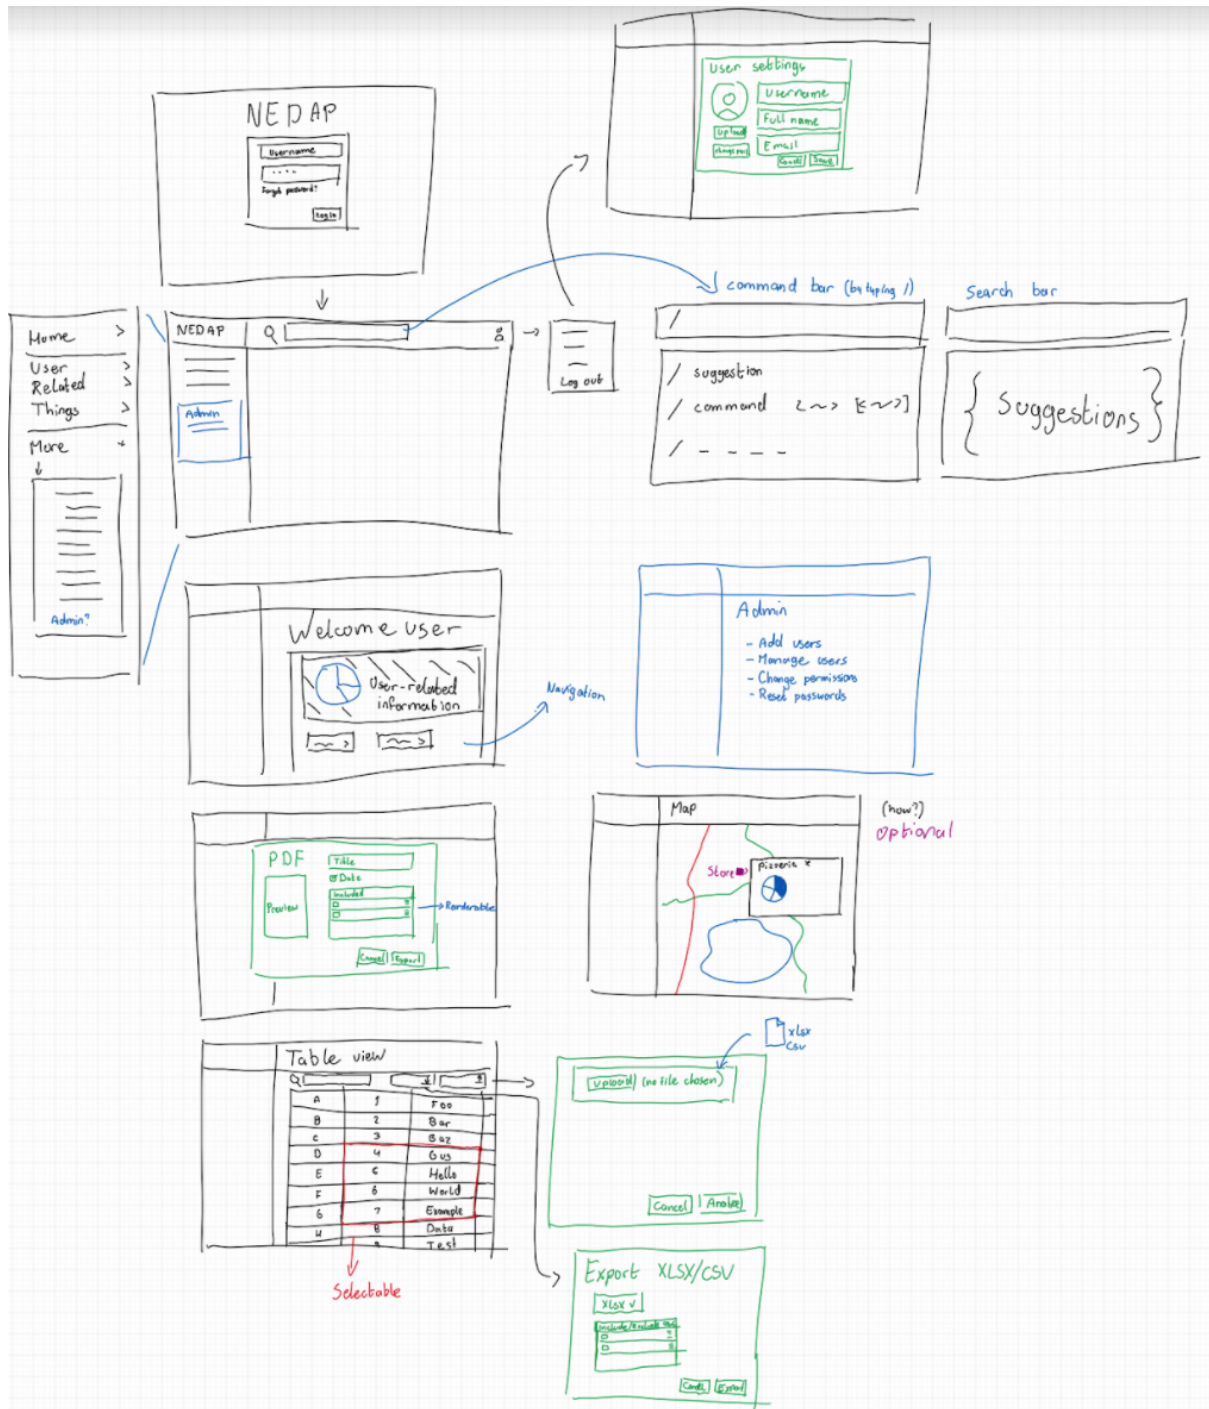 User settings
Username
Full name
Email
Upload
Cancel
Save
NEDAP
Username
....
Forgot password?
Log in
command bar (by typing /)
Search bar
/
/ suggestion
/ command
/ - - - -
{ Suggestions }
Home >
User >
Related >
Things >
More +
Admin?
NEDAP
Admin
Log out
Welcome user
User-related
information
Navigation
Admin
- Add users
- Manage users
- Change permissions
- Reset passwords
PDF
Title
Date
Preview
Included
Reorderable
Cancel
Export
Map
(how?)
optional
Store
Pizzeria x
xlsx
csv
Table view
A 1 Foo
B 2 Bar
C 3 Baz
D 4 Gus
E 5 Hello
F 6 World
G 7 Example
H 8 Data
9 Test
Selectable
Upload (no file chosen)
Cancel
Analyze
Export XLSX/CSV
XLSX v
Cancel
Export